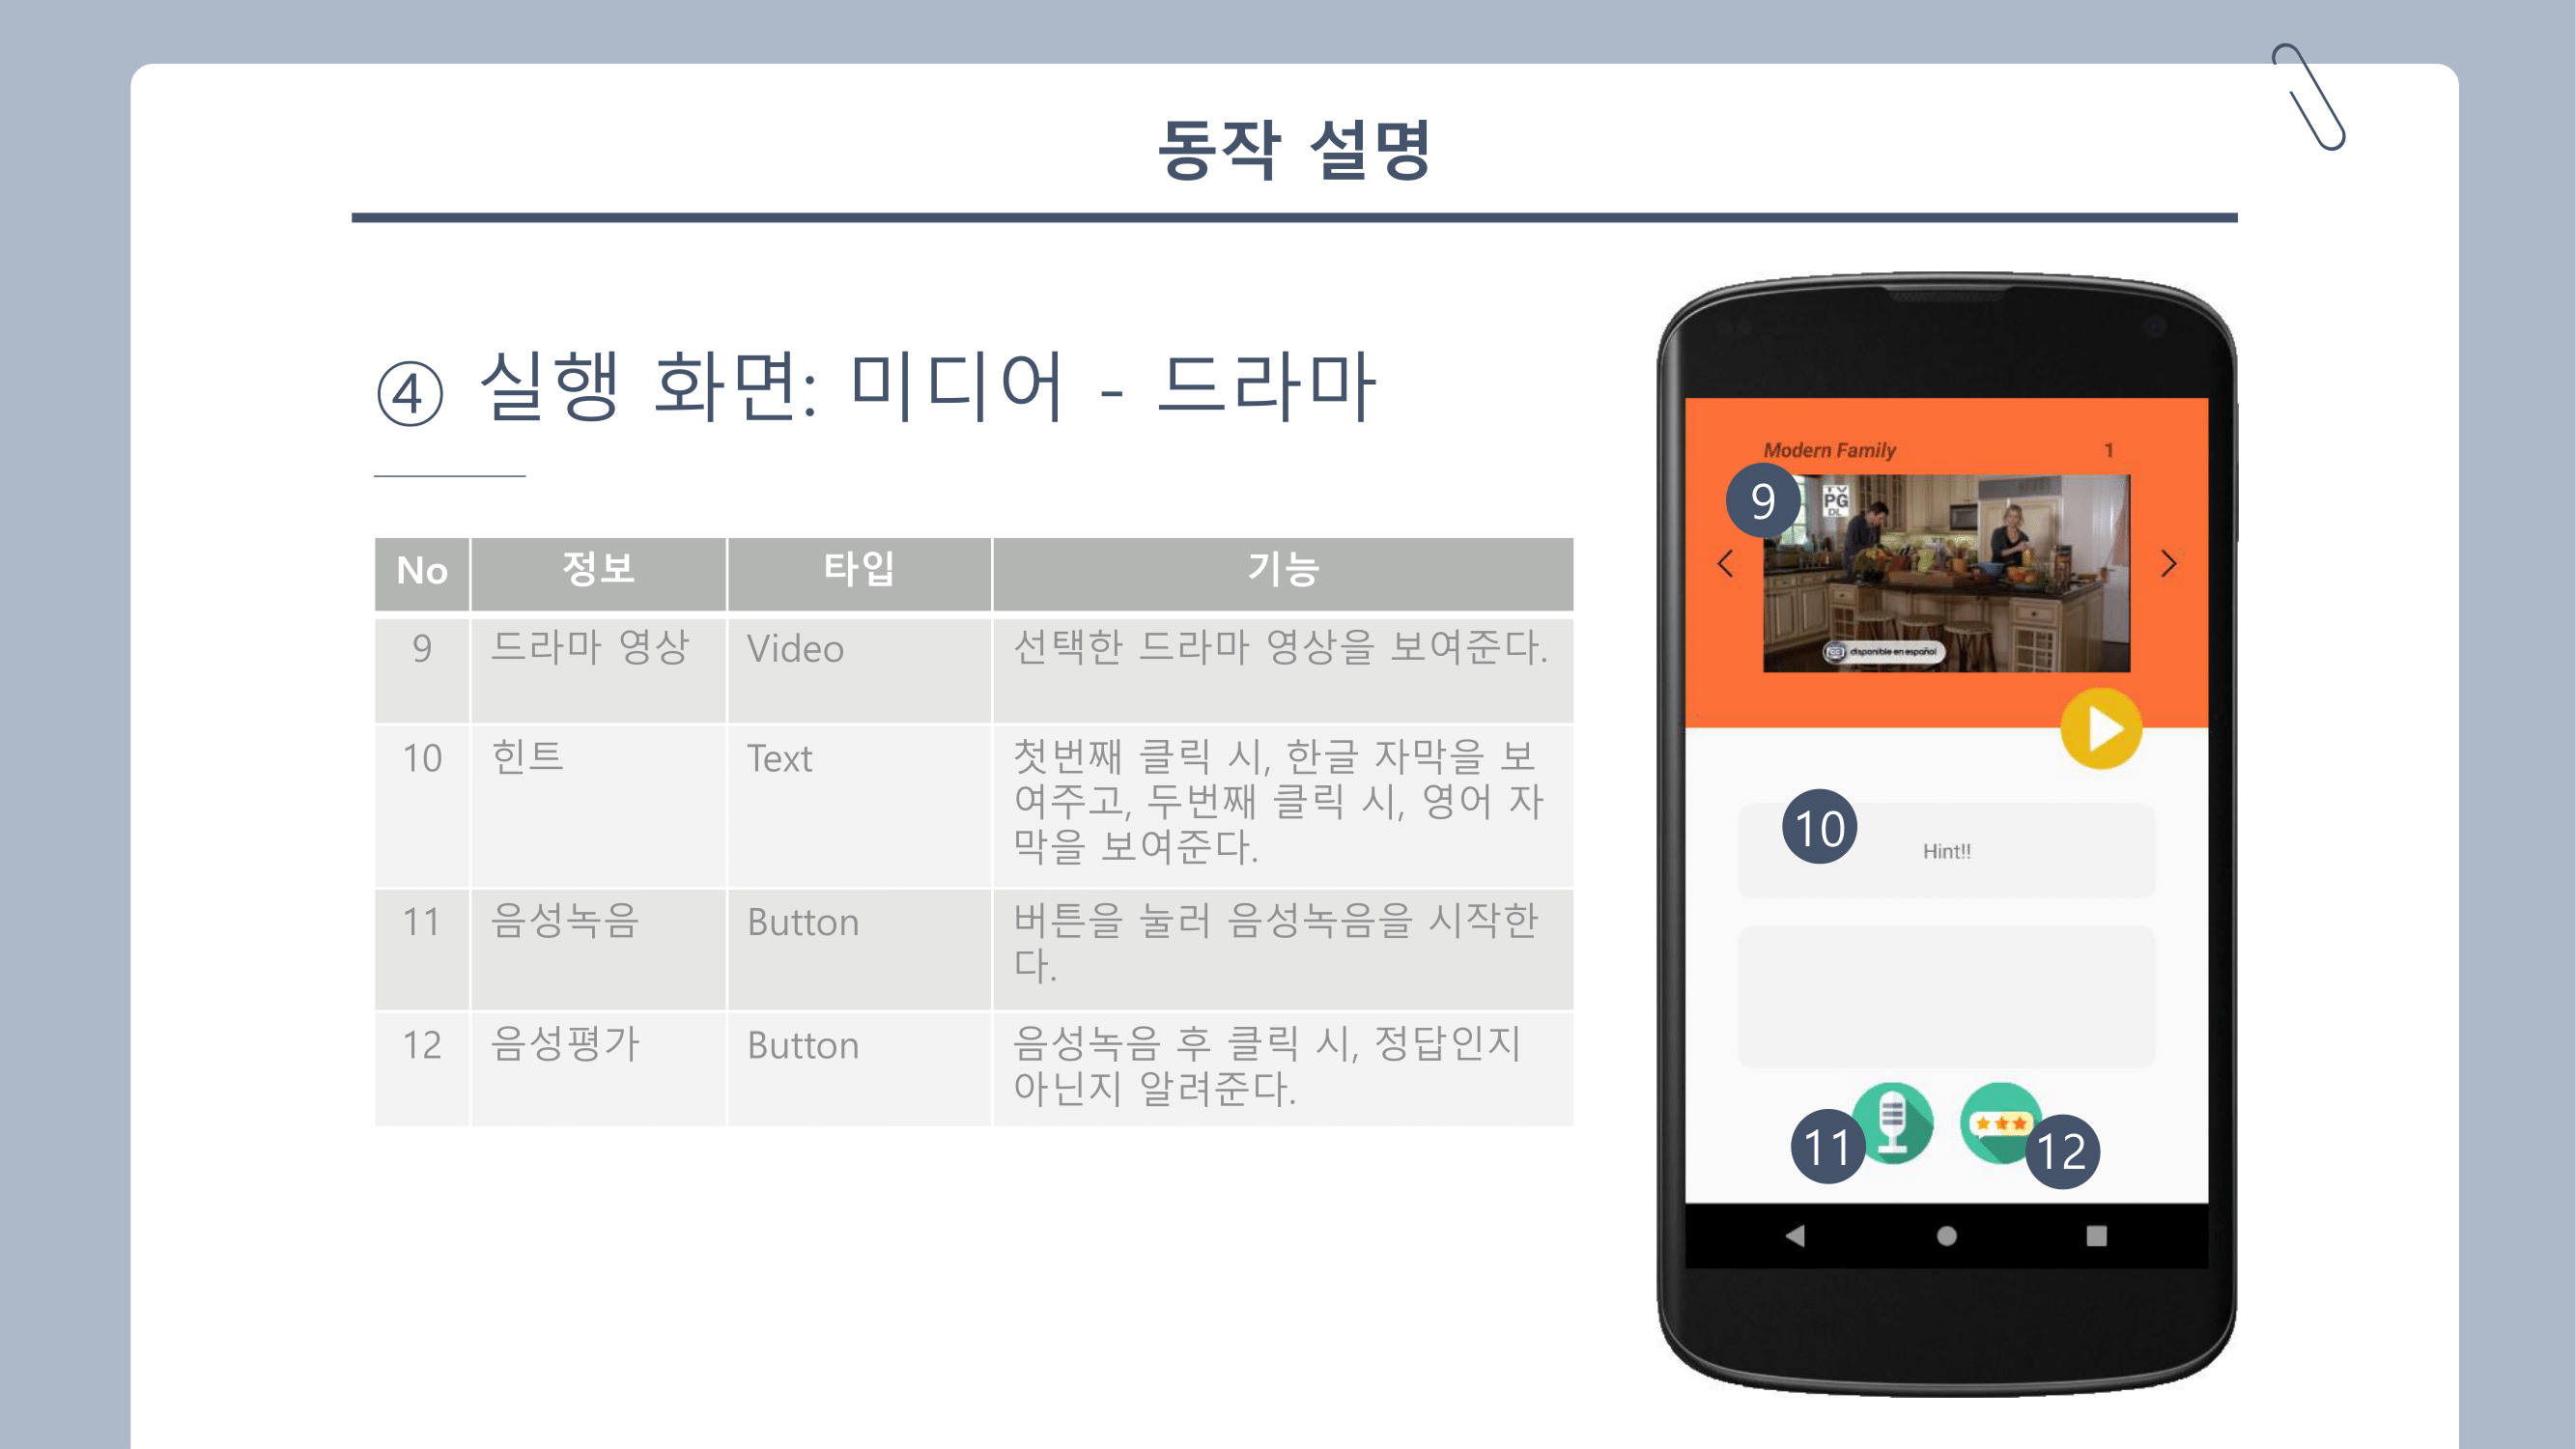 동작 설명
④ 실행 화면: 미디어 - 드라마
No 정보 타입 기능
9 드라마 영상 Video 선택한 드라마 영상을 보여준다.
10 힌트 Text 첫번째 클릭 시, 한글 자막을 보
여주고, 두번째 클릭 시, 영어 자
막을 보여준다.
11 음성녹음 Button 버튼을 눌러 음성녹음을 시작한
다.
12 음성평가 Button 음성녹음 후 클릭 시, 정답인지
아닌지 알려준다.
Modern Family 1
9
TV
PG
DL
disponible en español
10
Hint!!
11
12